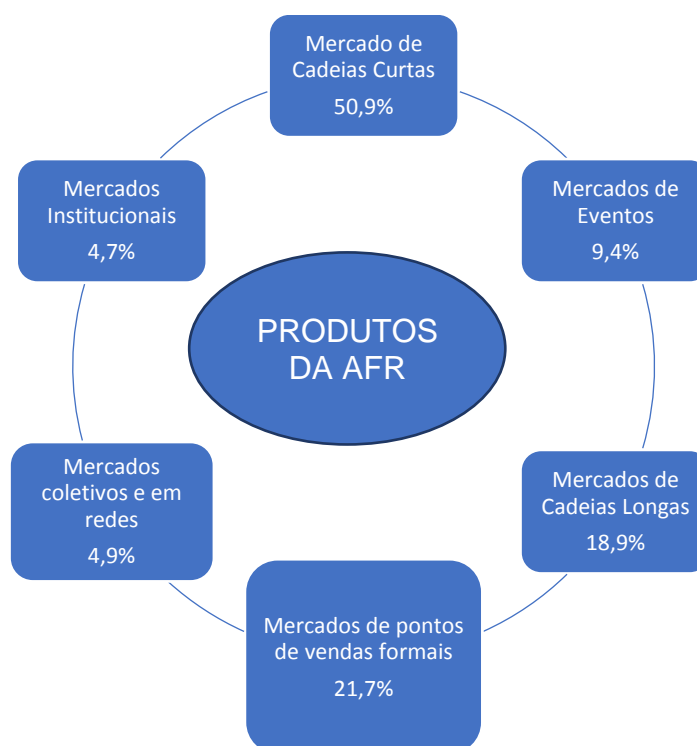 Mercado de
Cadeias Curtas
50,9%
Mercados de
Eventos
9,4%
Mercados de
Cadeias Longas
18,9%
Mercados de pontos
de vendas formais
21,7%
Mercados
coletivos e em
redes
4,9%
Mercados
Institucionais
4,7%
PRODUTOS
DA AFR